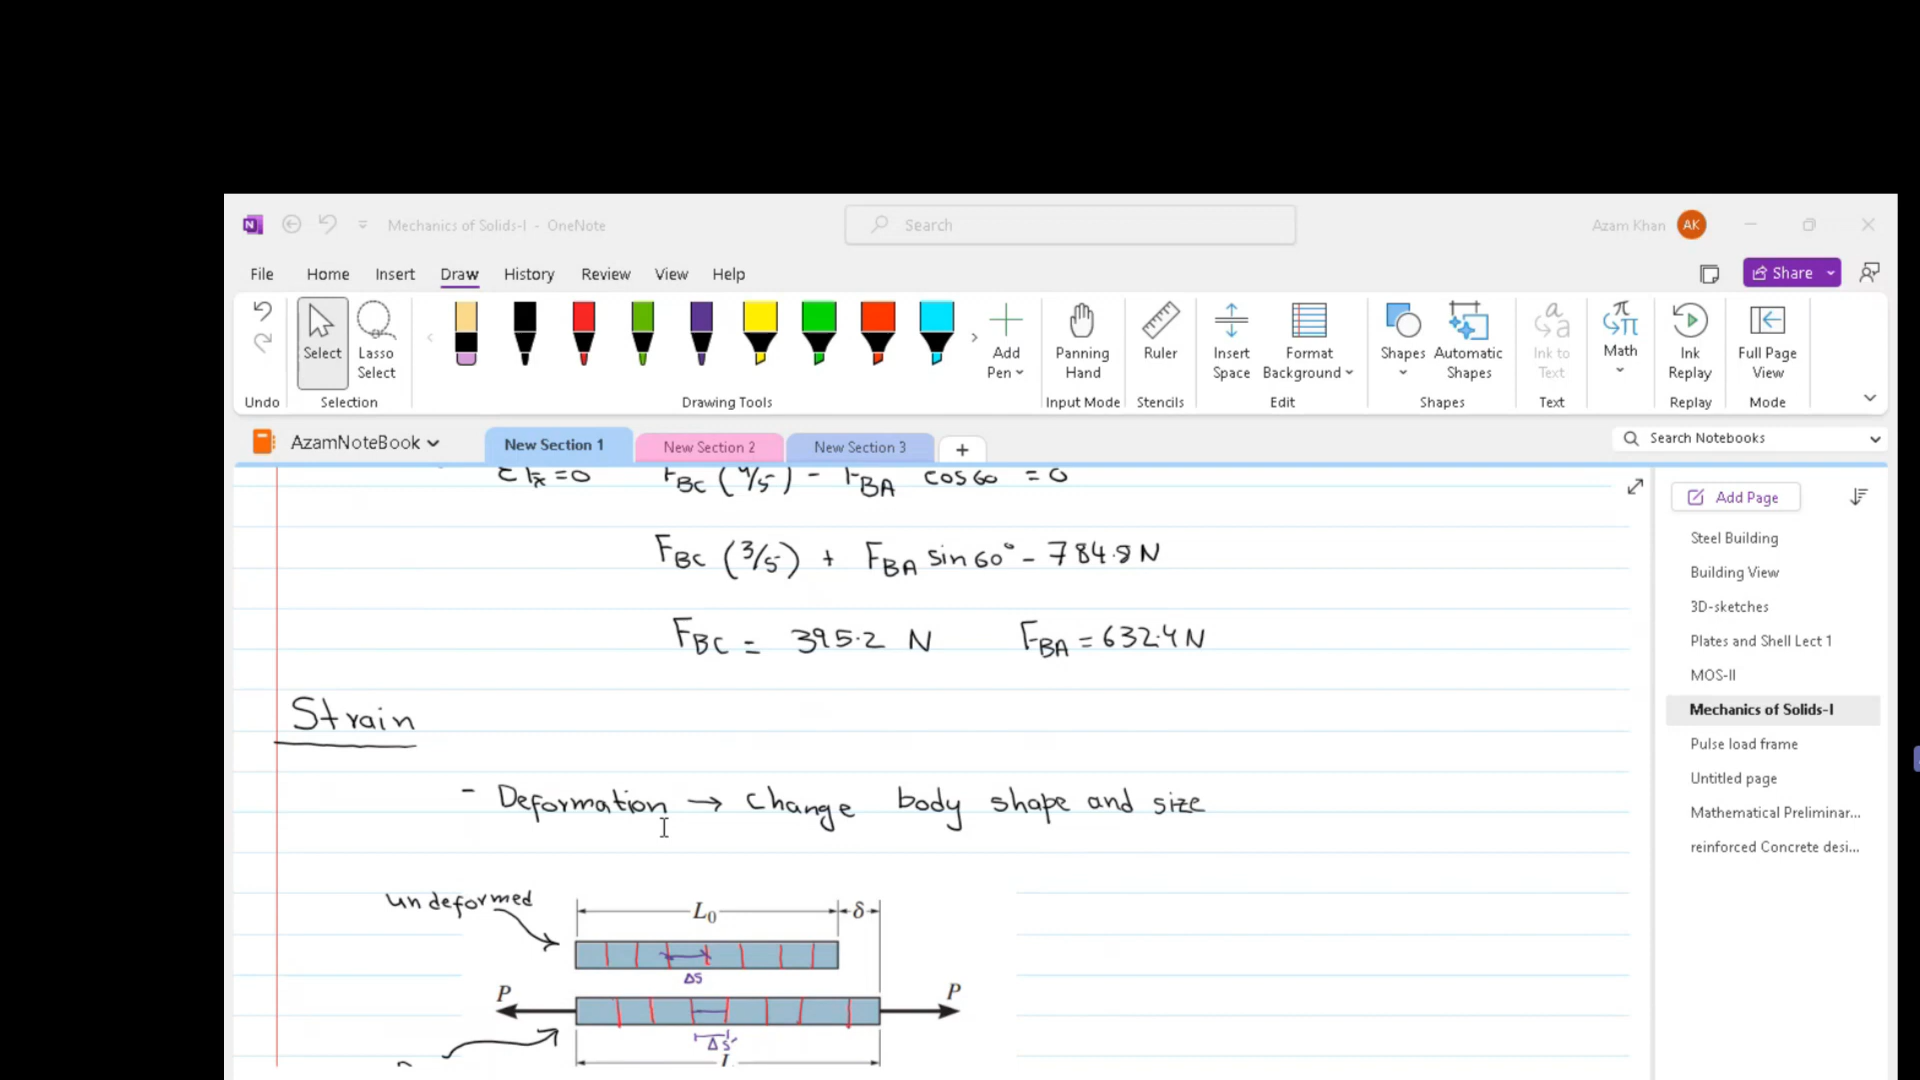 Mechanics of Solids-I - OneNote
Search
Azam Khan
AK
File Home Insert Draw History Review View Help
Share
Select
Lasso Select
Add Pen
Panning Hand
Ruler
Insert Space
Format Background
Shapes
Automatic Shapes
Ink to Text
Math
Ink Replay
Full Page View
Undo Selection Drawing Tools Input Mode Stencils Edit Shapes Text Replay Mode
AzamNoteBook
New Section 1
New Section 2
New Section 3
+
Search Notebooks
Add Page
Steel Building
Building View
3D-sketches
Plates and Shell Lect 1
MOS-II
Mechanics of Solids-I
Pulse load frame
Untitled page
Mathematical Preliminar...
reinforced Concrete desi...
ΣFx = 0 FBC (4/5) - FBA cos60 = 0
FBC (3/5) + FBA sin60° - 784.8 N
FBC = 395.2 N FBA = 632.4 N
Strain
- Deformation → Change body shape and size
undeformed
L0 δ
Δs
P P
Δs'
L